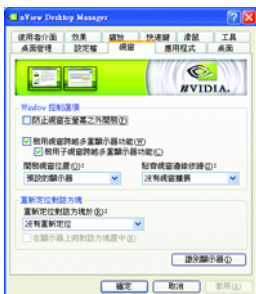 nView Desktop Manager
使用者介面 效果 縮放 快速鍵 滑鼠 工具
桌面管理 設定檔 視窗 應用程式 桌面
NVIDIA.
Window 控制選項
防止視窗在螢幕之外開啟(P)
啟用視窗跨越多重顯示器功能(W)
啟用子視窗跨越多重顯示器功能(C)
開啟視窗位置(O):
黏著視窗邊緣修飾(G):
預設的顯示器
沒有視窗擴展
重新定位對話方塊
重新定位對話方塊於(R):
沒有重新定位
在顯示器上將對話方塊置中(N)
識別顯示器(I)
確定 取消 套用(A)